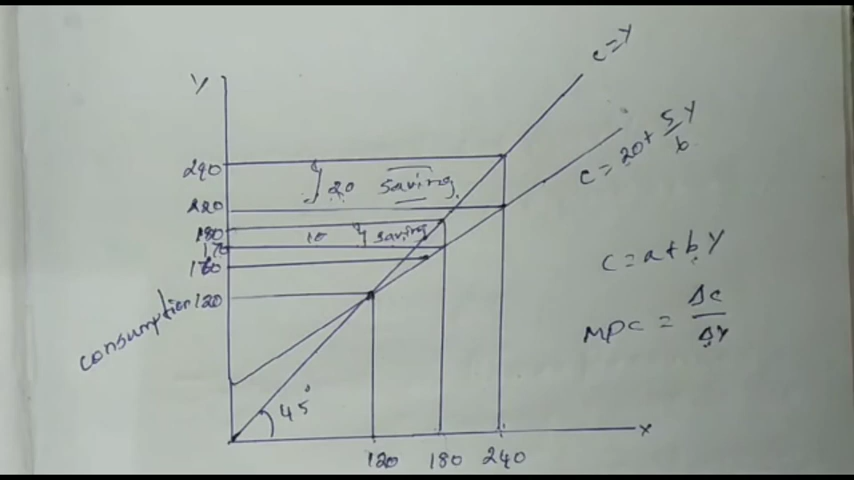 Y
C=Y
C=20+ 5/6 Y
240
20 Saving
220
180
10 saving
170
160
120
consumption
C=a+by
MPC = ΔC/ΔY
45°
120 180 240
X